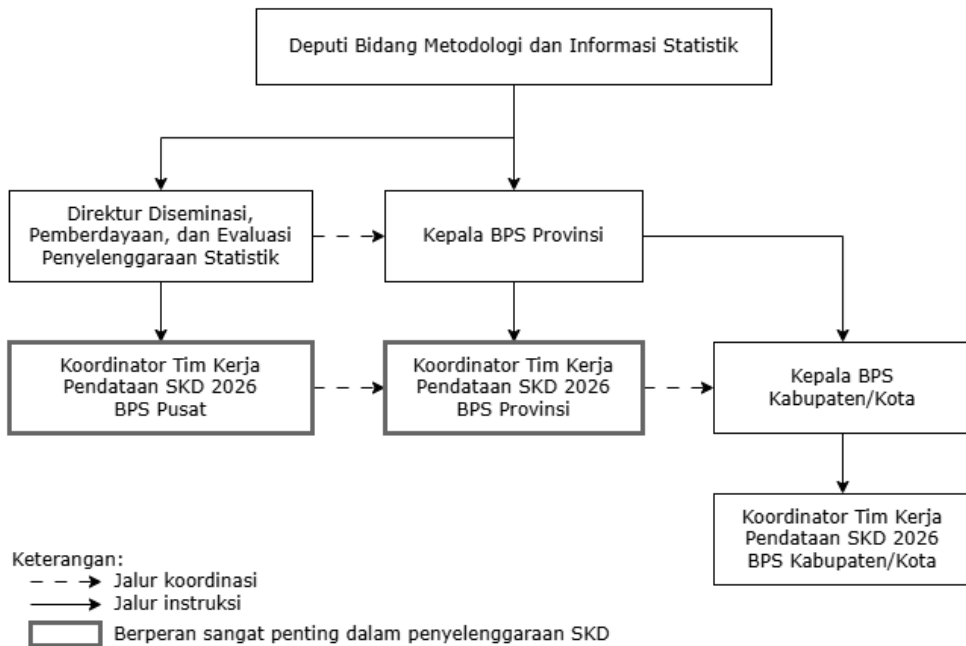 Deputi Bidang Metodologi dan Informasi Statistik
Direktur Diseminasi,
Pemberdayaan, dan Evaluasi
Penyelenggaraan Statistik
Kepala BPS Provinsi
Koordinator Tim Kerja
Pendataan SKD 2026
BPS Pusat
Koordinator Tim Kerja
Pendataan SKD 2026
BPS Provinsi
Kepala BPS
Kabupaten/Kota
Koordinator Tim Kerja
Pendataan SKD 2026
BPS Kabupaten/Kota
Keterangan:
Jalur koordinasi
Jalur instruksi
Berperan sangat penting dalam penyelenggaraan SKD